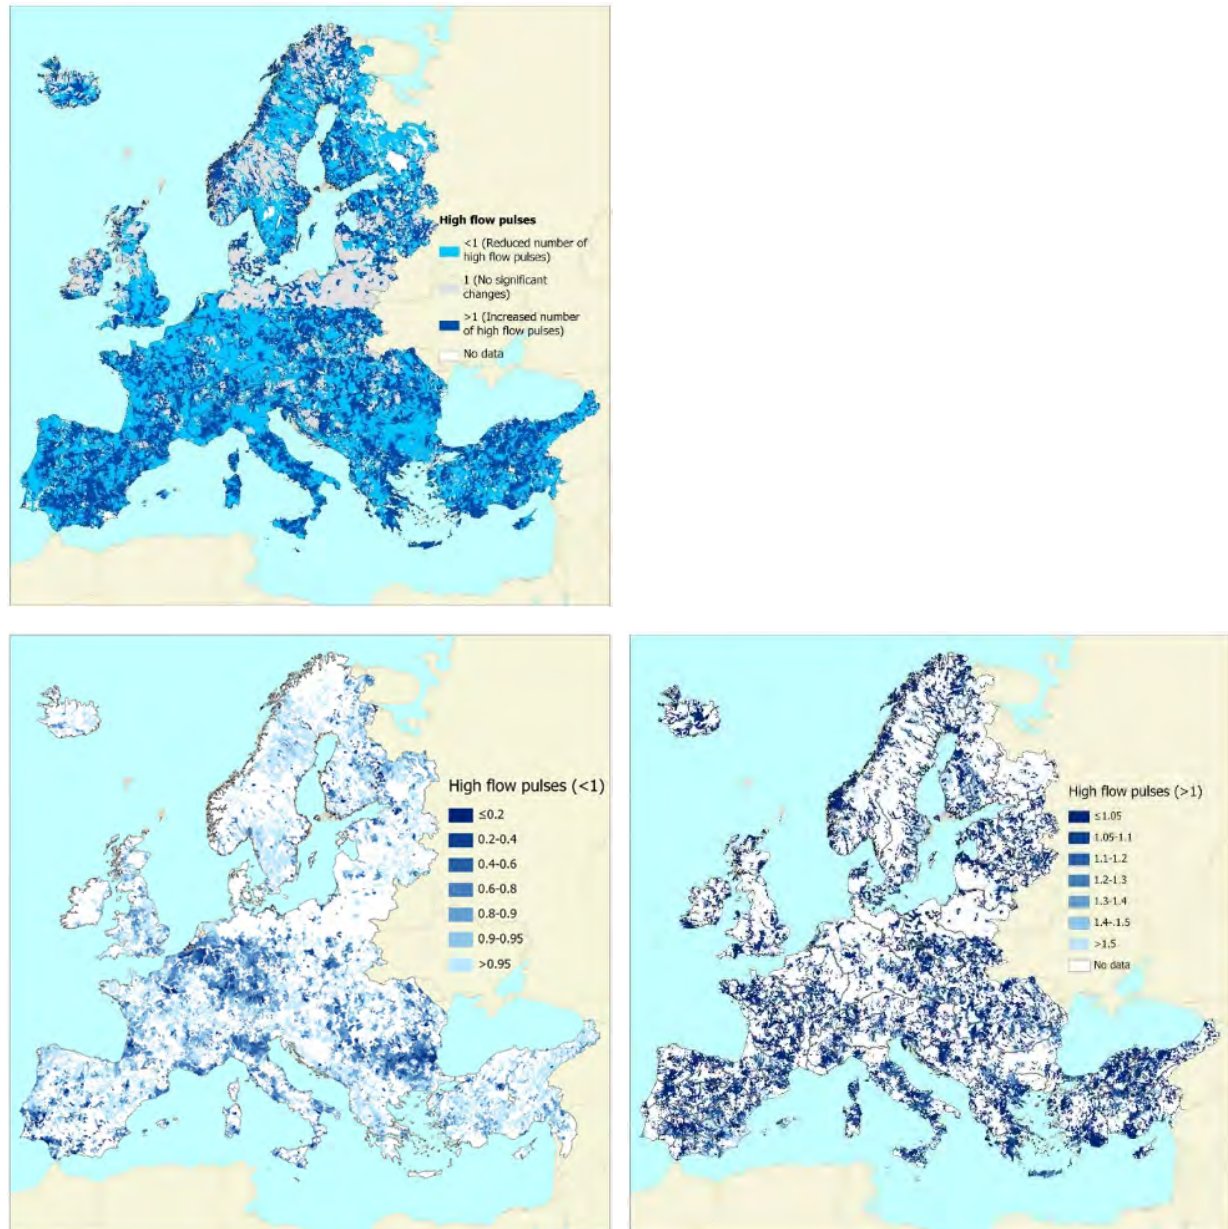 High flow pulses
<1 (Reduced number of
high flow pulses)
1 (No significant
changes)
>1 (Increased number
of high flow pulses)
No data
High flow pulses (<1)
≤0.2
0.2-0.4
0.4-0.6
0.6-0.8
0.8-0.9
0.9-0.95
>0.95
High flow pulses (>1)
≤1.05
1.05-1.1
1.1-1.2
1.2-1.3
1.3-1.4
1.4-.1.5
>1.5
No data